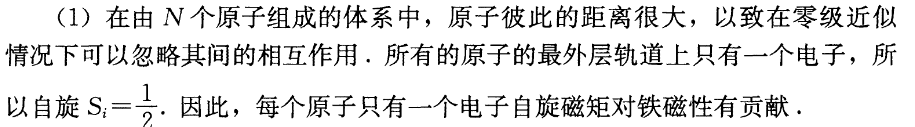 （1）在由 N 个原子组成的体系中，原子彼此的距离很大，以致在零级近似
情况下可以忽略其间的相互作用．所有的原子的最外层轨道上只有一个电子，所
以自旋 Sᵢ=1/2．因此，每个原子只有一个电子自旋磁矩对铁磁性有贡献．